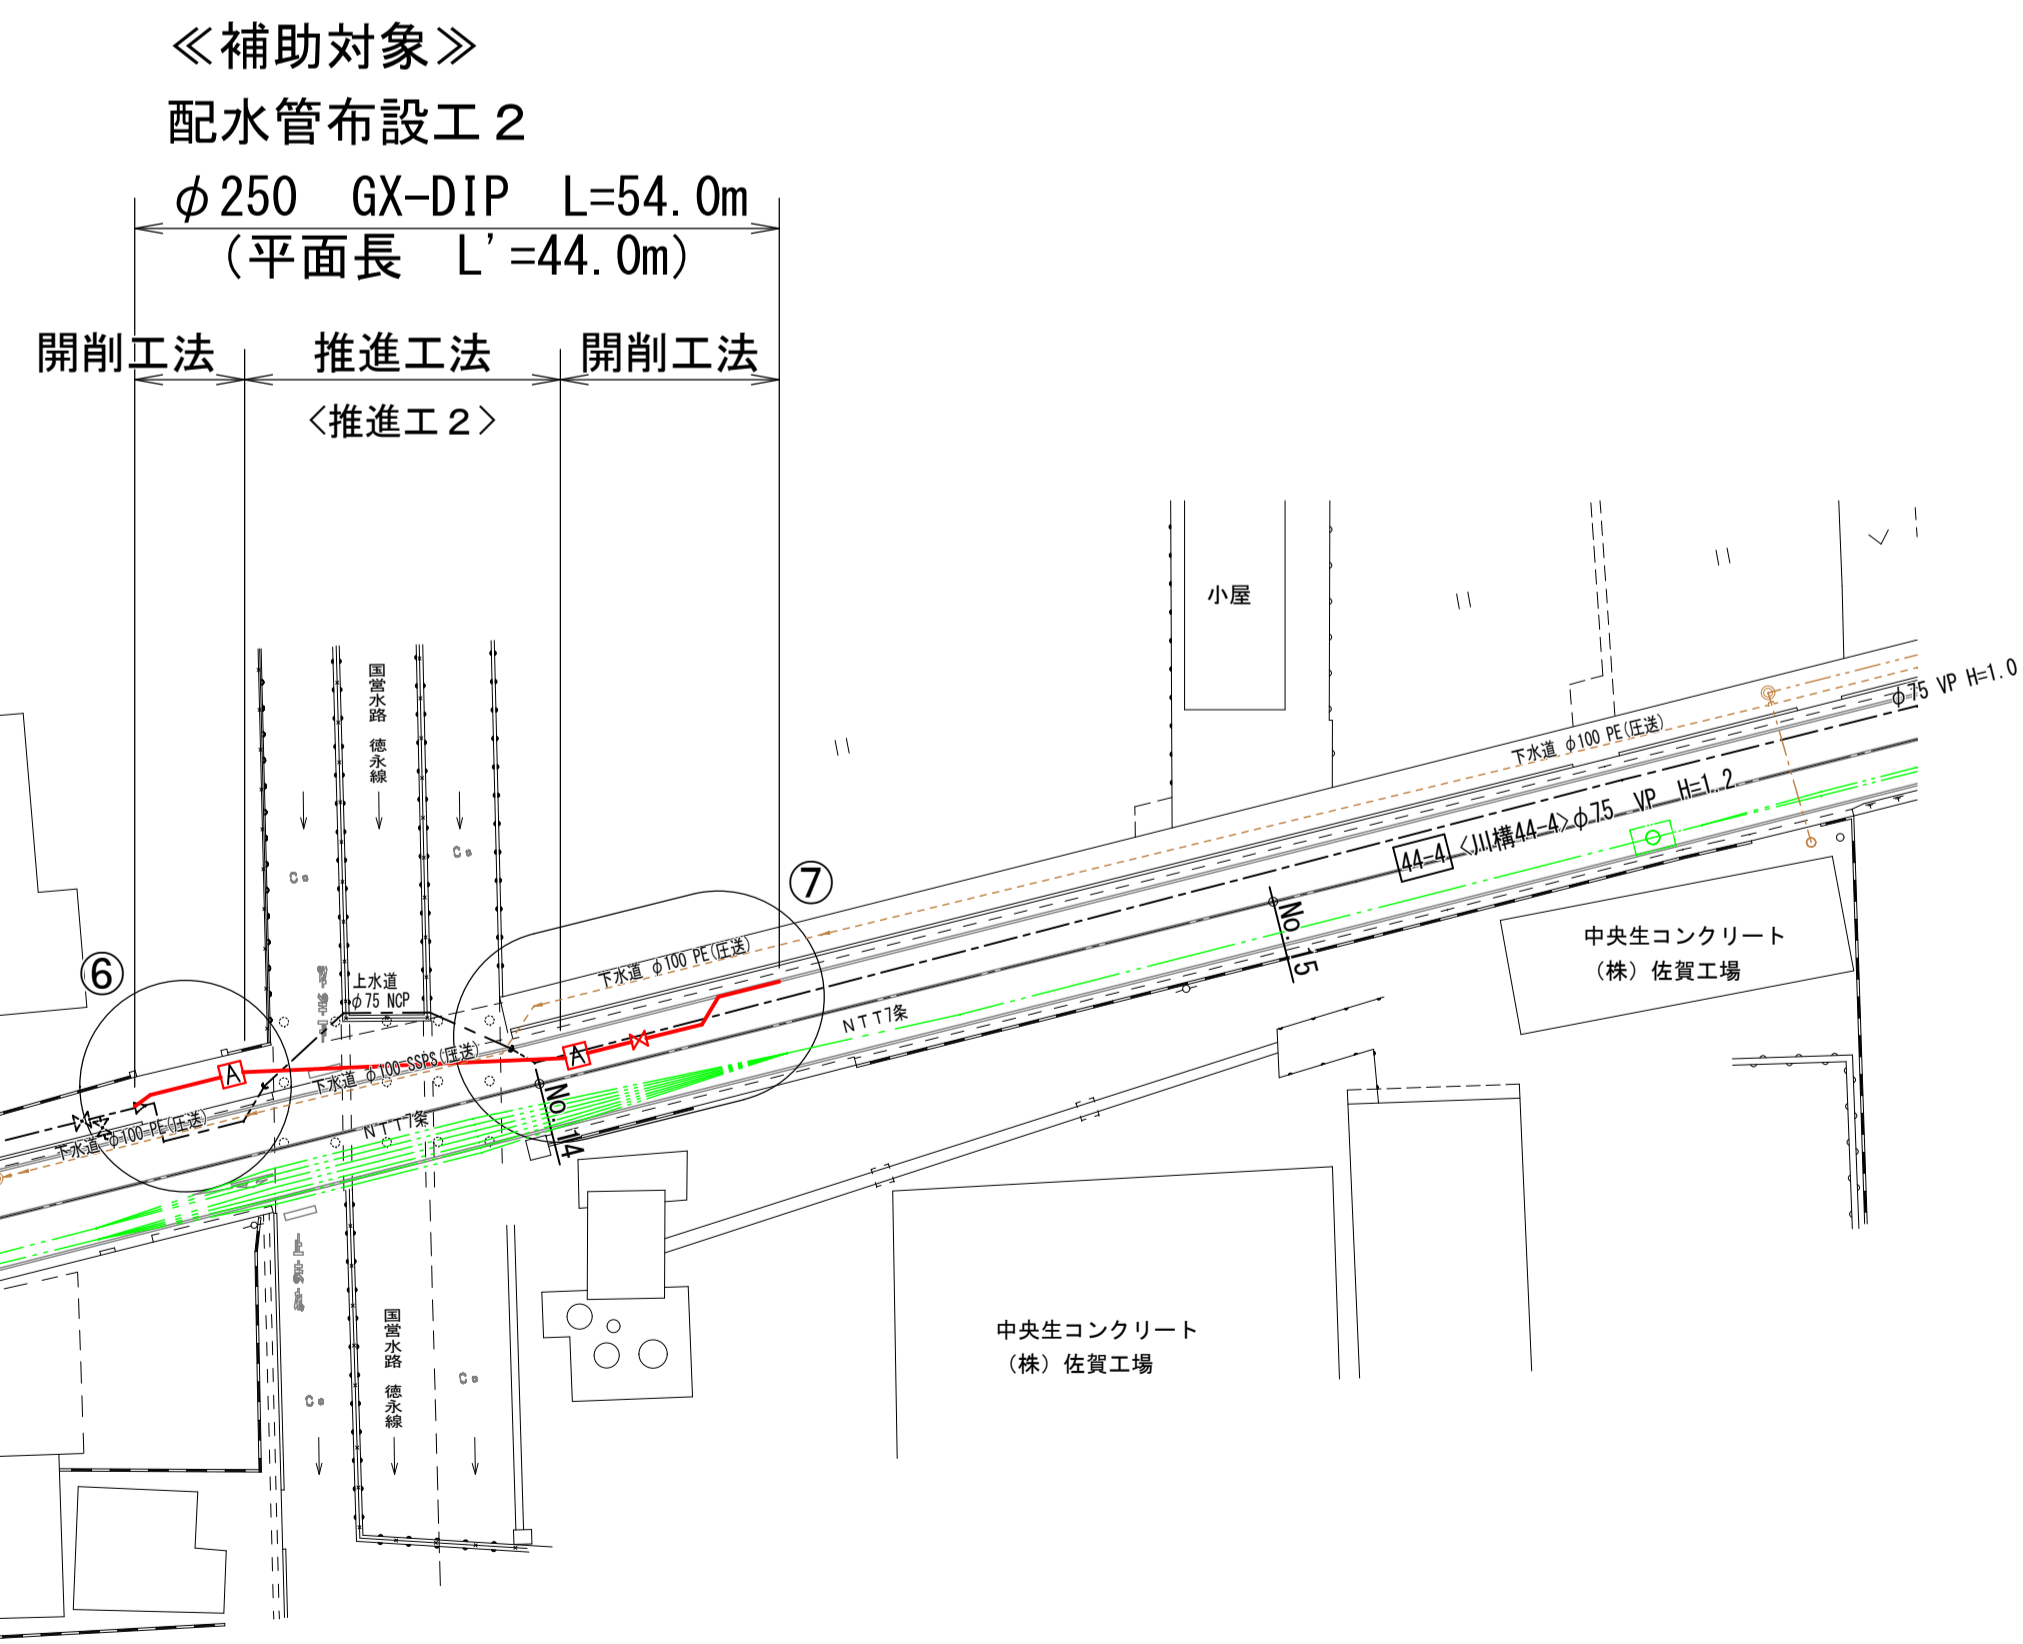 ≪補助対象≫
配水管布設工２
φ250　GX-DIP　L=54.0m
（平面長　L'=44.0m）
開削工法
推進工法
開削工法
<推進工２>
小屋
国営水路　徳永線
Co
Co
φ75 VP H=1.0
下水道 φ100 PE(圧送)
44-4
φ75　VP　H=1.2
⑦
⑥
上水道
φ75 NCP
下水道 φ100 PE(圧送)
No.15
中央生コンクリート
（株）佐賀工場
NTT7条
A
A
下水道 φ100 SSPS(圧送)
No.14
NTT7条
下水道 φ100 PE(圧送)
国営水路　徳永線
Co
Co
中央生コンクリート
（株）佐賀工場